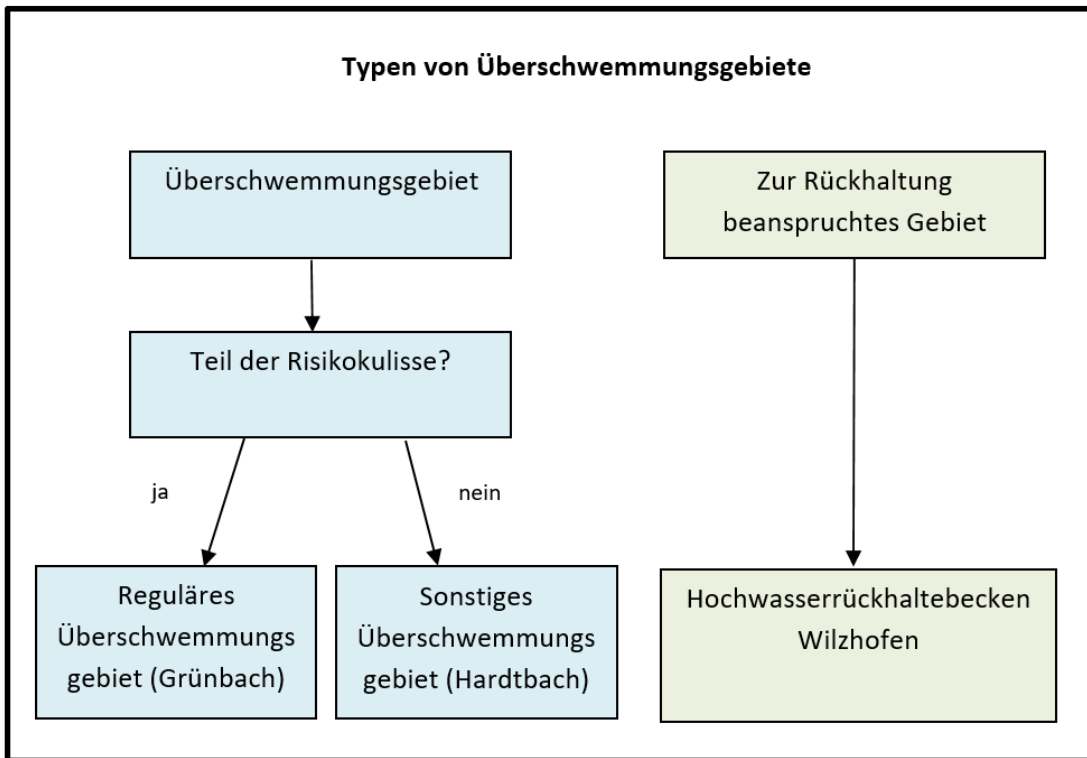 Typen von Überschwemmungsgebiete
Überschwemmungsgebiet
Zur Rückhaltung
beanspruchtes Gebiet
Teil der Risikokulisse?
ja
nein
Reguläres
Überschwemmungs
gebiet (Grünbach)
Sonstiges
Überschwemmungs
gebiet (Hardtbach)
Hochwasserrückhaltebecken
Wilzhofen